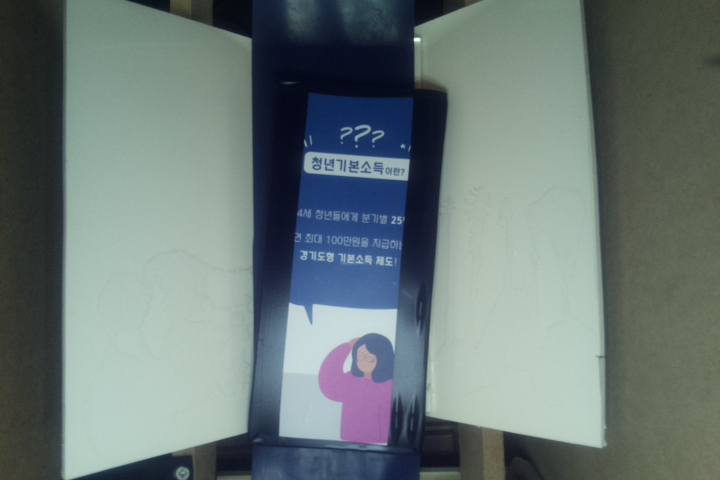 ???
청년기본소득이란?
4세 청년들에게 분기별 25
최대 100만원을 지급하는
경기도형 기본소득 제도!